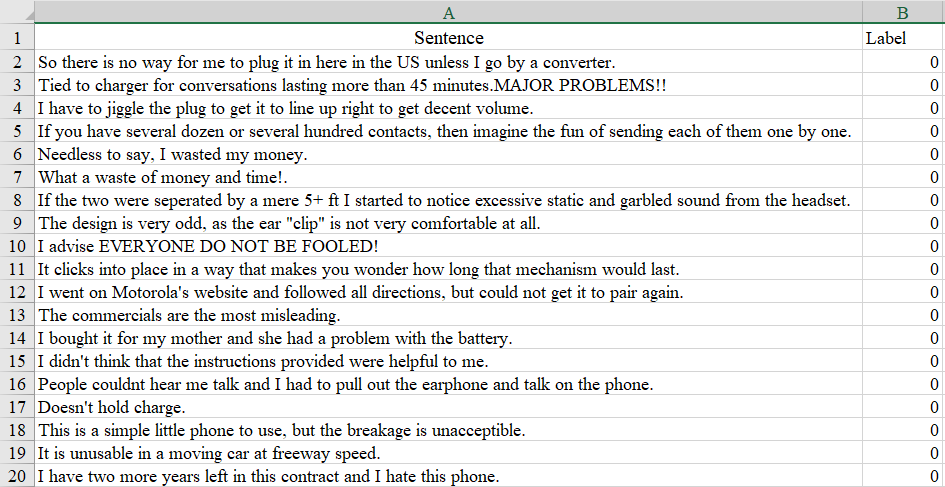 A B
1 Sentence Label
2 So there is no way for me to plug it in here in the US unless I go by a converter. 0
3 Tied to charger for conversations lasting more than 45 minutes.MAJOR PROBLEMS!! 0
4 I have to jiggle the plug to get it to line up right to get decent volume. 0
5 If you have several dozen or several hundred contacts, then imagine the fun of sending each of them one by one. 0
6 Needless to say, I wasted my money. 0
7 What a waste of money and time!. 0
8 If the two were seperated by a mere 5+ ft I started to notice excessive static and garbled sound from the headset. 0
9 The design is very odd, as the ear "clip" is not very comfortable at all. 0
10 I advise EVERYONE DO NOT BE FOOLED! 0
11 It clicks into place in a way that makes you wonder how long that mechanism would last. 0
12 I went on Motorola's website and followed all directions, but could not get it to pair again. 0
13 The commercials are the most misleading. 0
14 I bought it for my mother and she had a problem with the battery. 0
15 I didn't think that the instructions provided were helpful to me. 0
16 People couldnt hear me talk and I had to pull out the earphone and talk on the phone. 0
17 Doesn't hold charge. 0
18 This is a simple little phone to use, but the breakage is unacceptible. 0
19 It is unusable in a moving car at freeway speed. 0
20 I have two more years left in this contract and I hate this phone. 0